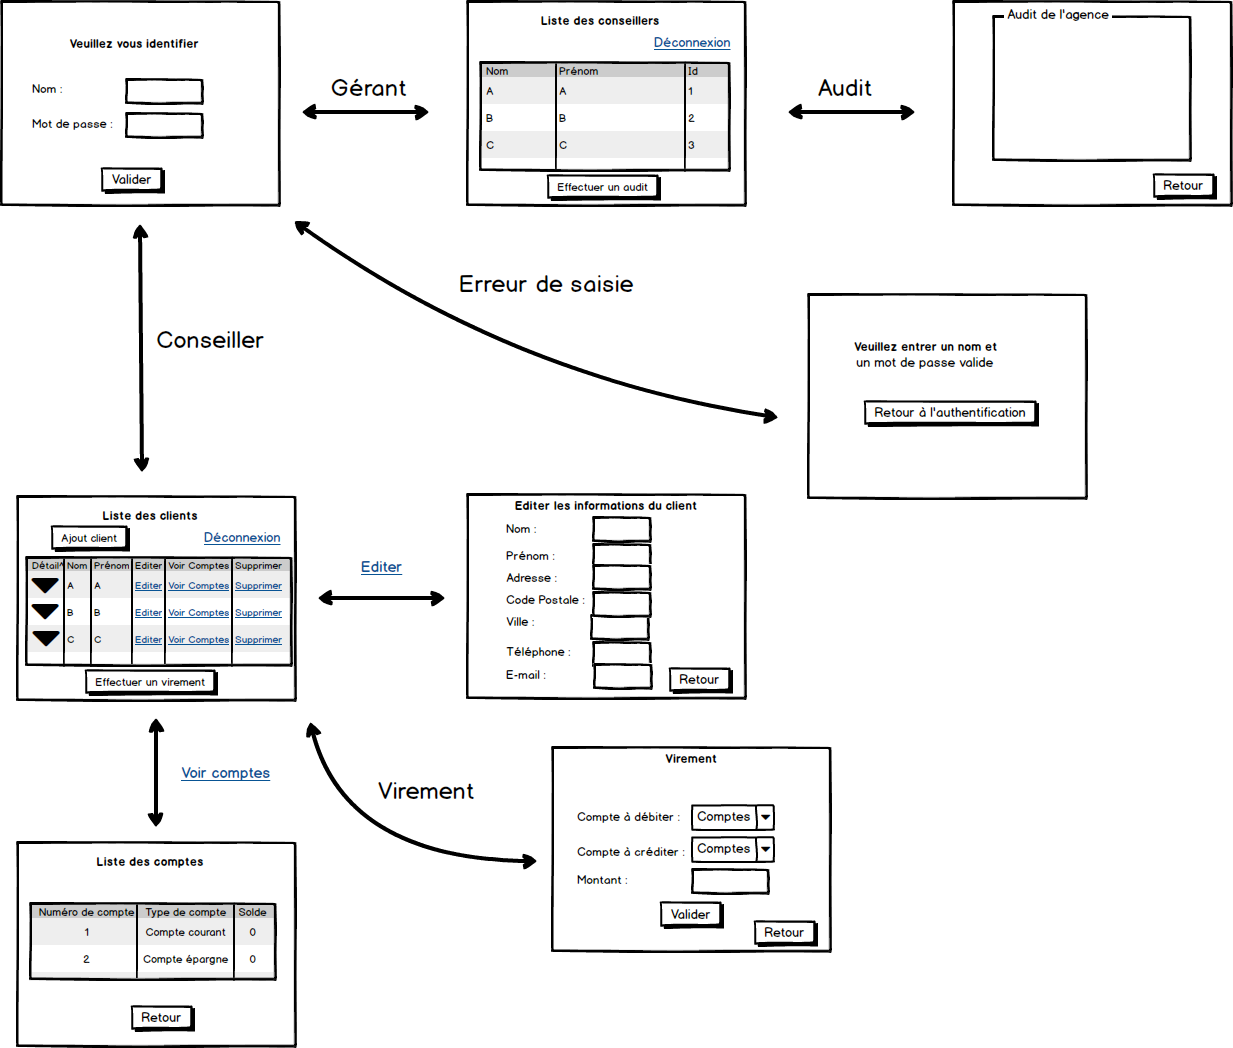 Veuillez vous identifier
Nom :
Mot de passe :
Valider
Gérant
Liste des conseillers
Déconnexion
Nom Prénom Id
A A 1
B B 2
C C 3
Effectuer un audit
Audit
Audit de l'agence
Retour
Conseiller
Erreur de saisie
Veuillez entrer un nom et
un mot de passe valide
Retour à l'authentification
Liste des clients
Ajout client
Déconnexion
Détail^ Nom Prénom Editer Voir Comptes Supprimer
A A Editer Voir Comptes Supprimer
B B Editer Voir Comptes Supprimer
C C Editer Voir Comptes Supprimer
Effectuer un virement
Editer
Editer les informations du client
Nom :
Prénom :
Adresse :
Code Postale :
Ville :
Téléphone :
E-mail :
Retour
Voir comptes
Virement
Virement
Compte à débiter : Comptes
Compte à créditer : Comptes
Montant :
Valider
Retour
Liste des comptes
Numéro de compte Type de compte Solde
1 Compte courant 0
2 Compte épargne 0
Retour